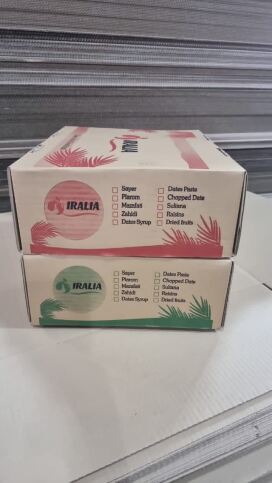 IRALIA
IRALIA
Sayer
Piarom
Mazafati
Zahidi
Dates Syrup
Dates Paste
Chopped Date
Sultana
Raisins
Dried fruits
IRALIA
Sayer
Piarom
Mazafati
Zahidi
Dates Syrup
Dates Paste
Chopped Date
Sultana
Raisins
Dried fruits